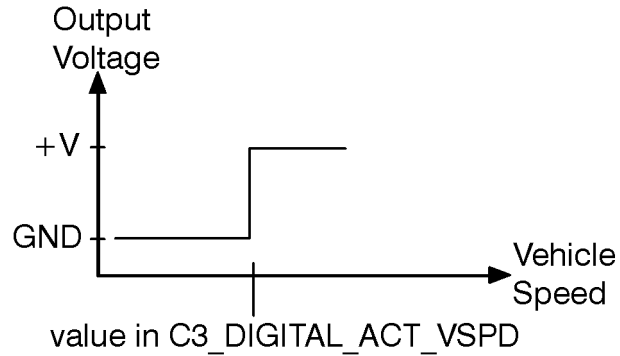 Output
Voltage
+V
GND
Vehicle
Speed
value in C3_DIGITAL_ACT_VSPD